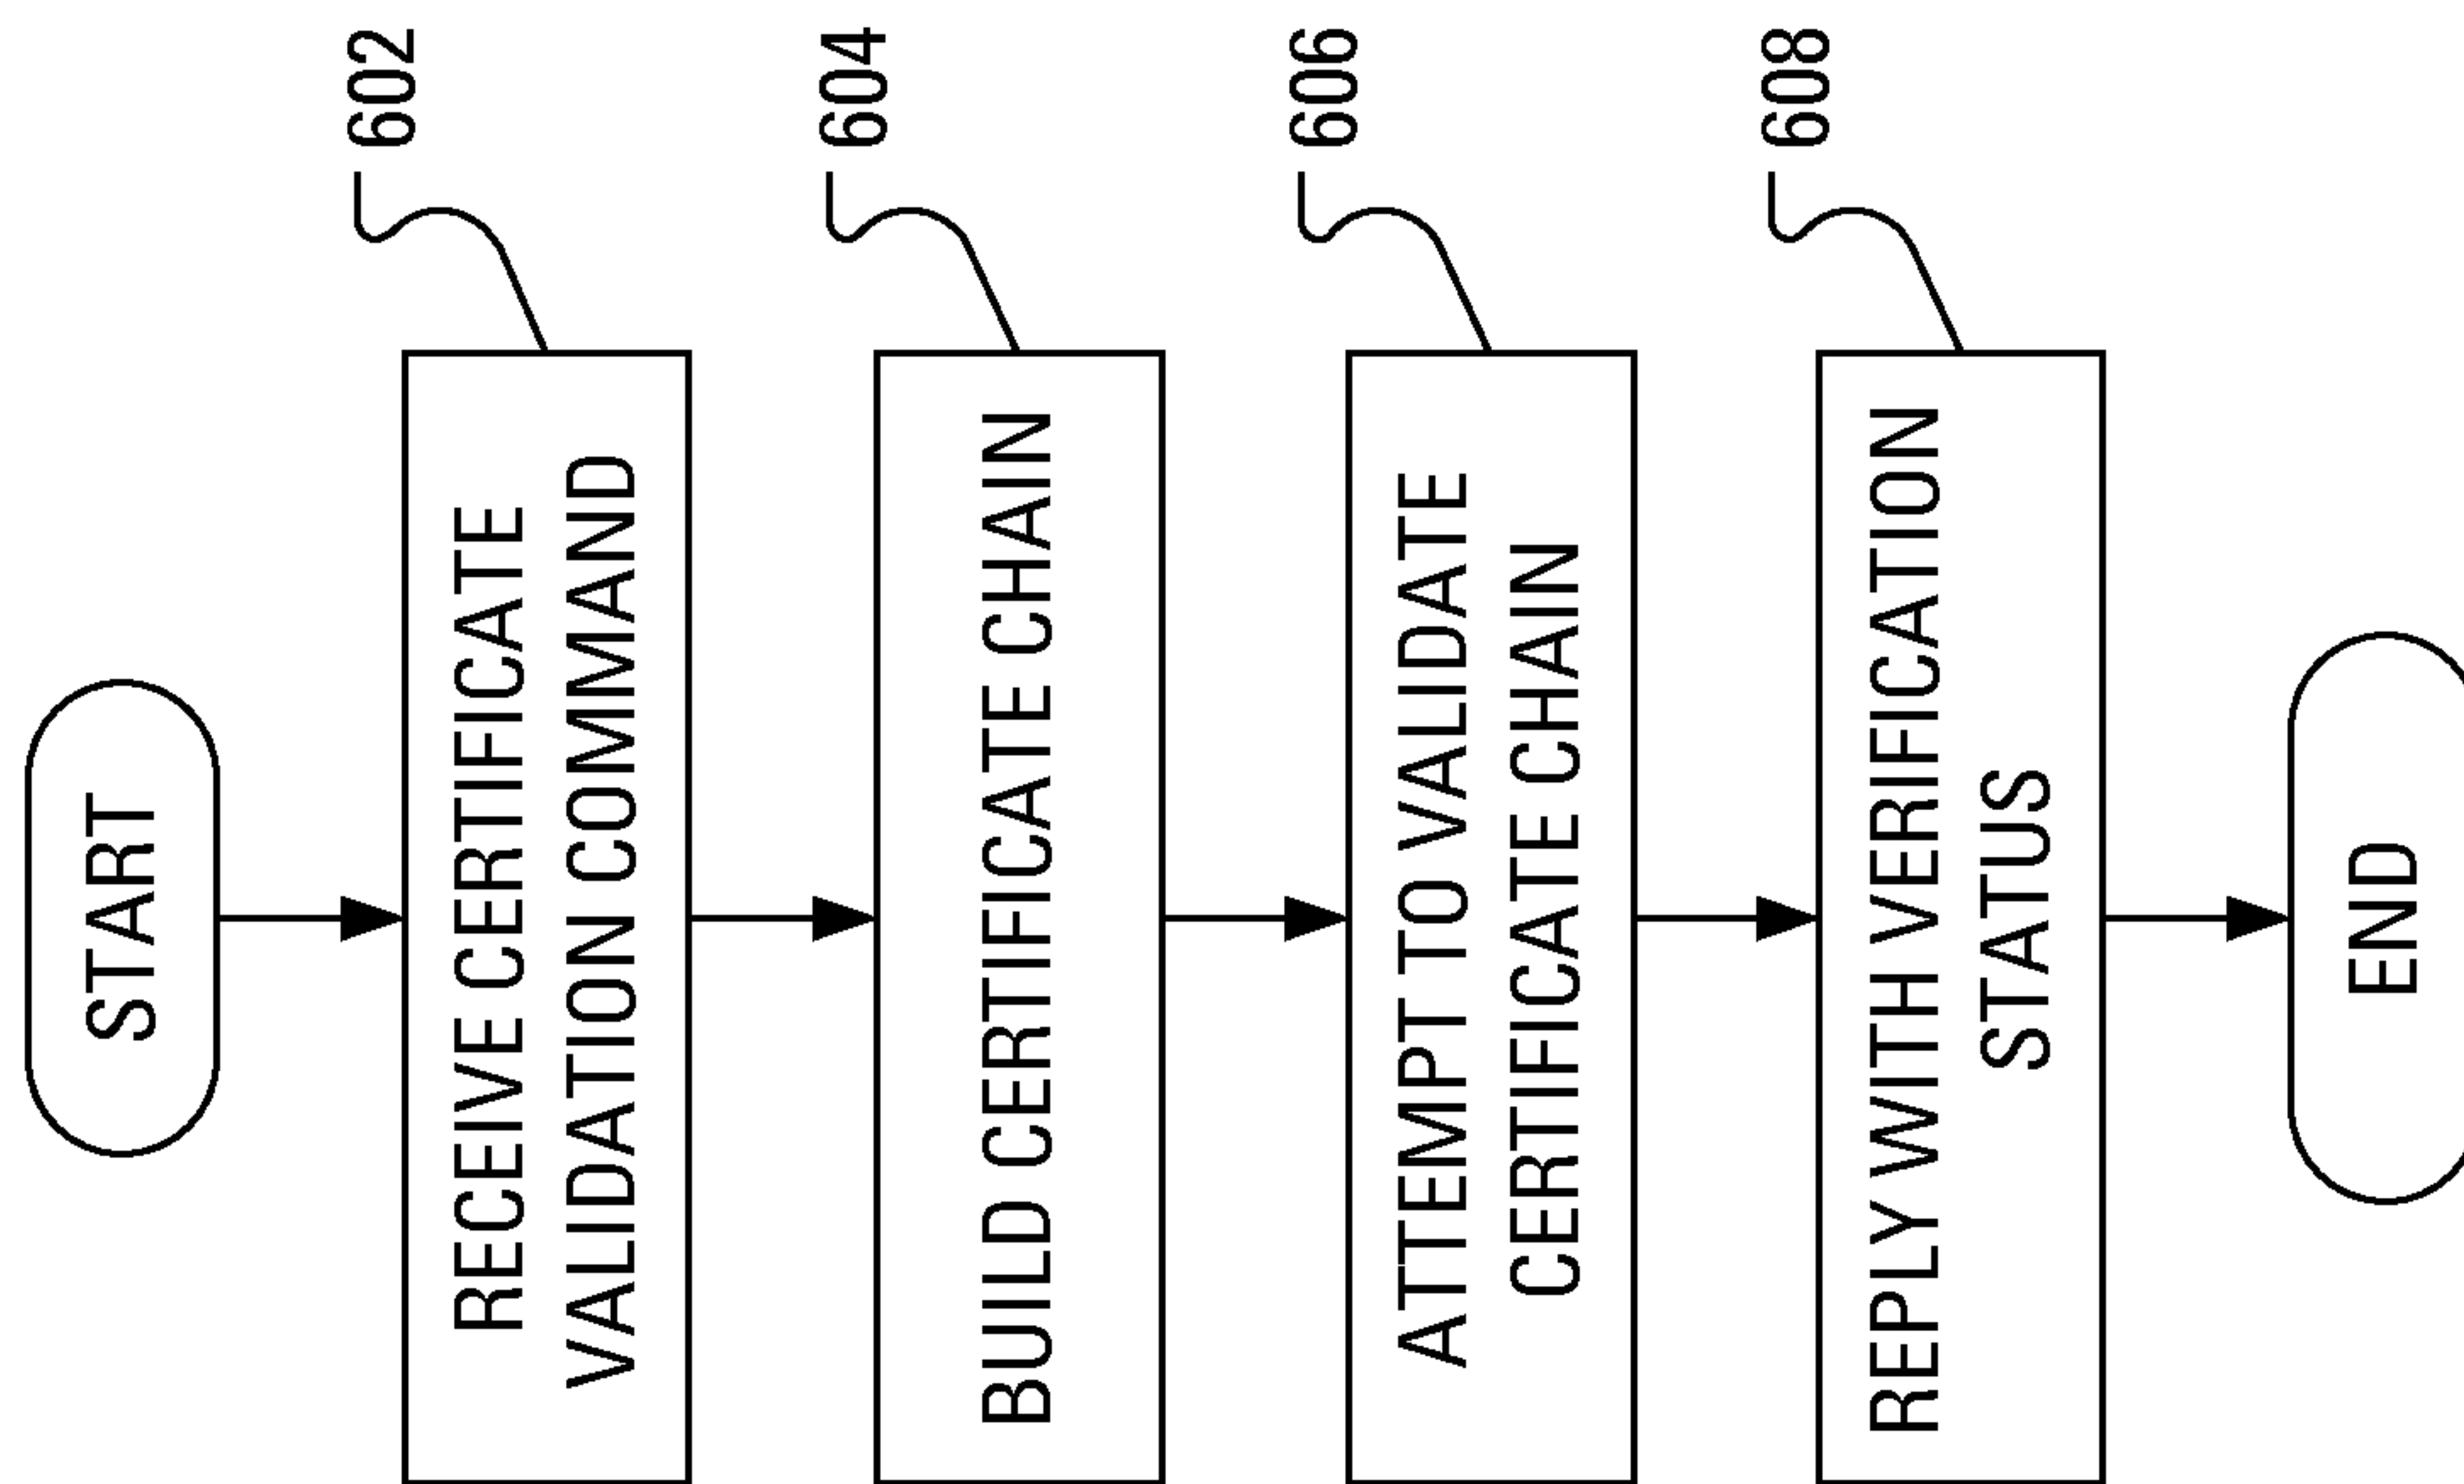 START
602
RECEIVE CERTIFICATE
VALIDATION COMMAND
604
BUILD CERTIFICATE CHAIN
606
ATTEMPT TO VALIDATE
CERTIFICATE CHAIN
608
REPLY WITH VERIFICATION
STATUS
END